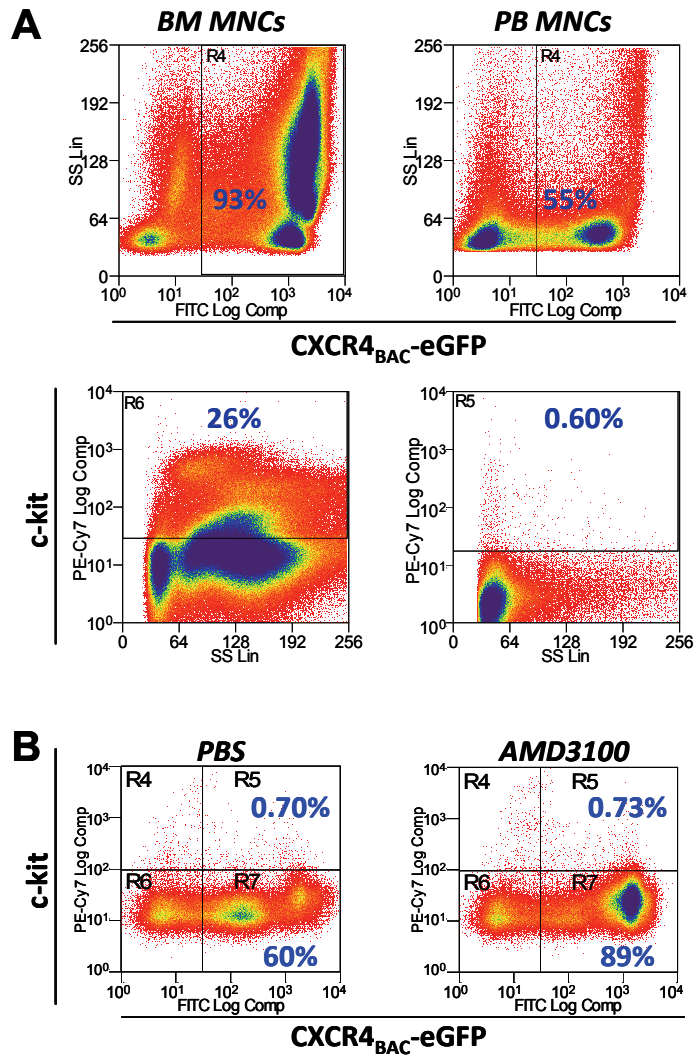 A
BM MNCs
PB MNCs
256
192
128
64
0
SS Lin
R4
93%
10⁰ 10¹ 10² 10³ 10⁴
FITC Log Comp
256
192
128
64
0
SS Lin
R4
55%
10⁰ 10¹ 10² 10³ 10⁴
FITC Log Comp
CXCR4BAC-eGFP
c-kit
10⁴
10³
10²
10¹
10⁰
PE-Cy7 Log Comp
R6
26%
0 64 128 192 256
SS Lin
10⁴
10³
10²
10¹
10⁰
PE-Cy7 Log Comp
R5
0.60%
0 64 128 192 256
SS Lin
B
PBS
AMD3100
c-kit
10⁴
10³
10²
10¹
10⁰
PE-Cy7 Log Comp
R4 R5
0.70%
R6 R7
60%
10⁰ 10¹ 10² 10³ 10⁴
FITC Log Comp
10⁴
10³
10²
10¹
10⁰
PE-Cy7 Log Comp
R4 R5
0.73%
R6 R7
89%
10⁰ 10¹ 10² 10³ 10⁴
FITC Log Comp
CXCR4BAC-eGFP